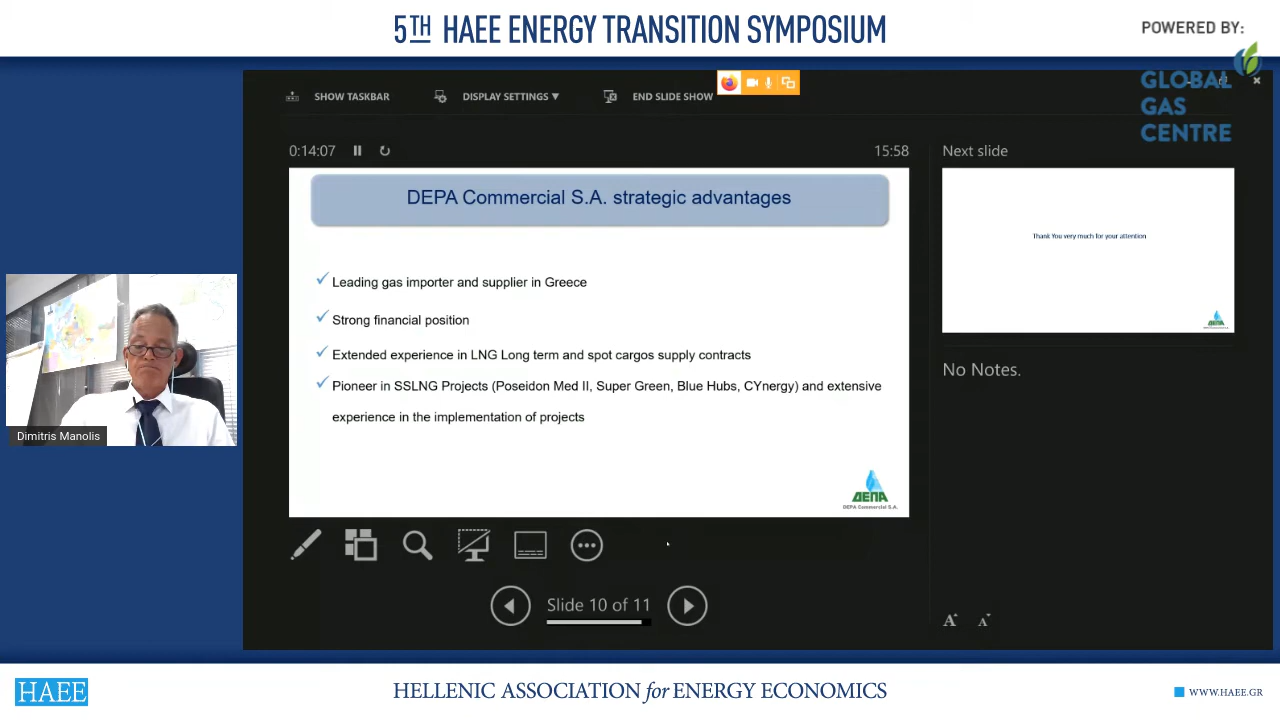 5TH HAEE ENERGY TRANSITION SYMPOSIUM
POWERED BY:
GLOBAL
GAS
CENTRE
SHOW TASKBAR
DISPLAY SETTINGS ▼
END SLIDE SHOW
0:14:07
15:58
Next slide
DEPA Commercial S.A. strategic advantages
✓ Leading gas importer and supplier in Greece
✓ Strong financial position
✓ Extended experience in LNG Long term and spot cargos supply contracts
✓ Pioneer in SSLNG Projects (Poseidon Med II, Super Green, Blue Hubs, CYnergy) and extensive
experience in the implementation of projects
ΔΕΠΑ
DEPA Commercial S.A.
Thank You very much for your attention
ΔΕΠΑ
No Notes.
Dimitris Manolis
Slide 10 of 11
A A
HAEE
HELLENIC ASSOCIATION for ENERGY ECONOMICS
WWW.HAEE.GR